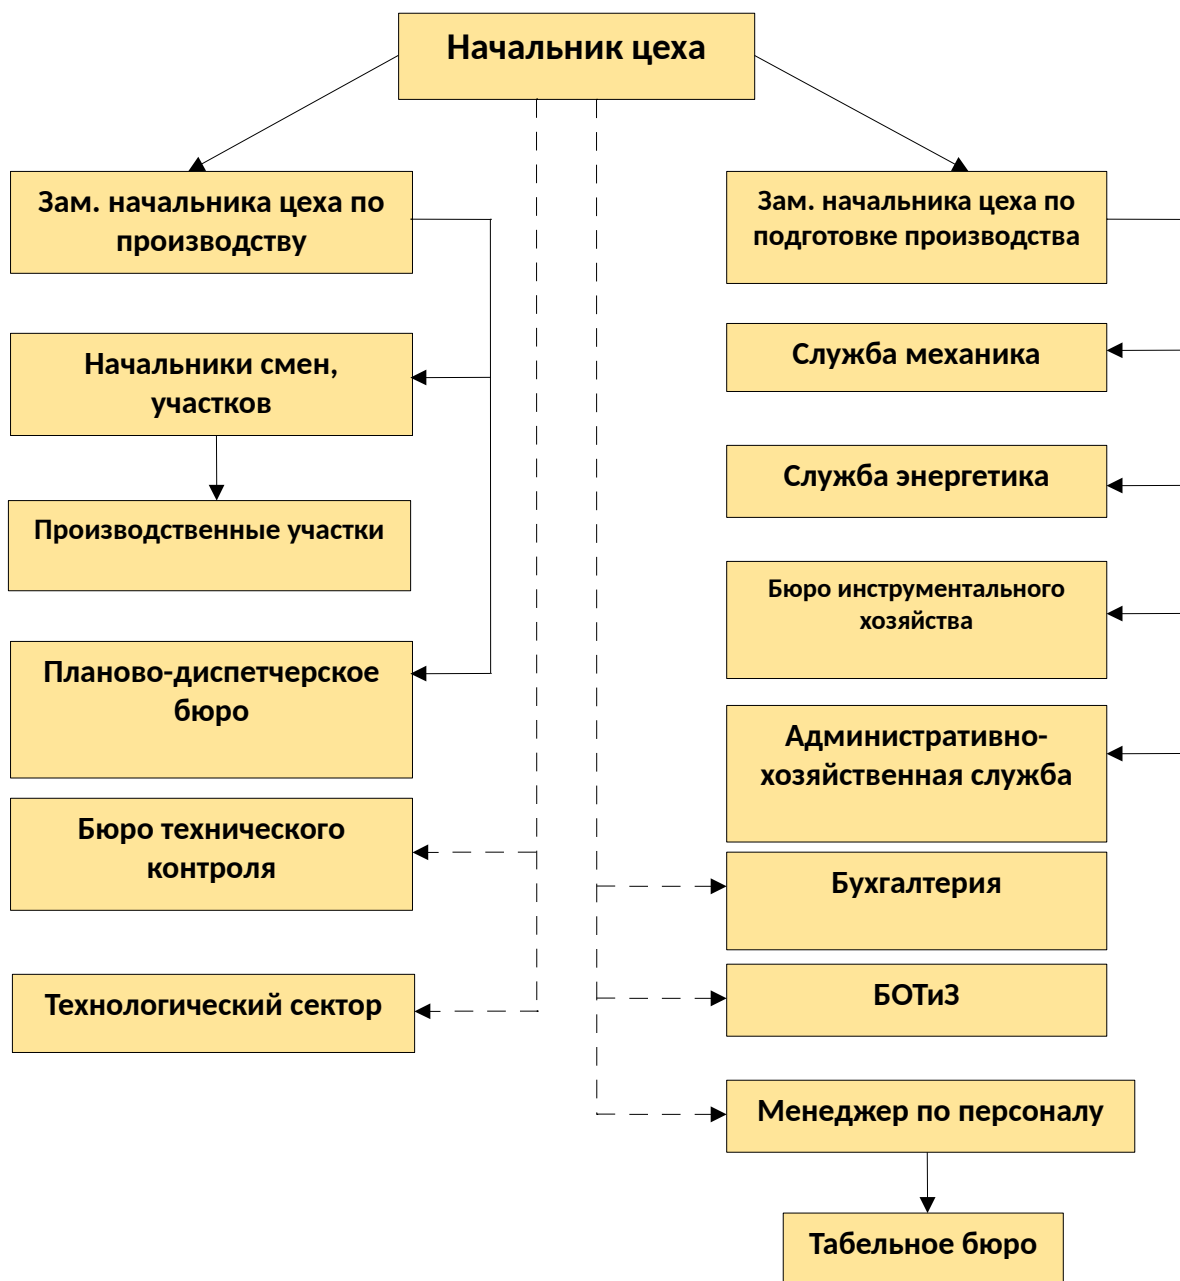 Начальник цеха
Зам. начальника цеха по
производству
Начальники смен,
участков
Производственные участки
Планово-диспетчерское
бюро
Бюро технического
контроля
Технологический сектор
Зам. начальника цеха по
подготовке производства
Служба механика
Служба энергетика
Бюро инструментального
хозяйства
Административно-
хозяйственная служба
Бухгалтерия
БОТиЗ
Менеджер по персоналу
Табельное бюро